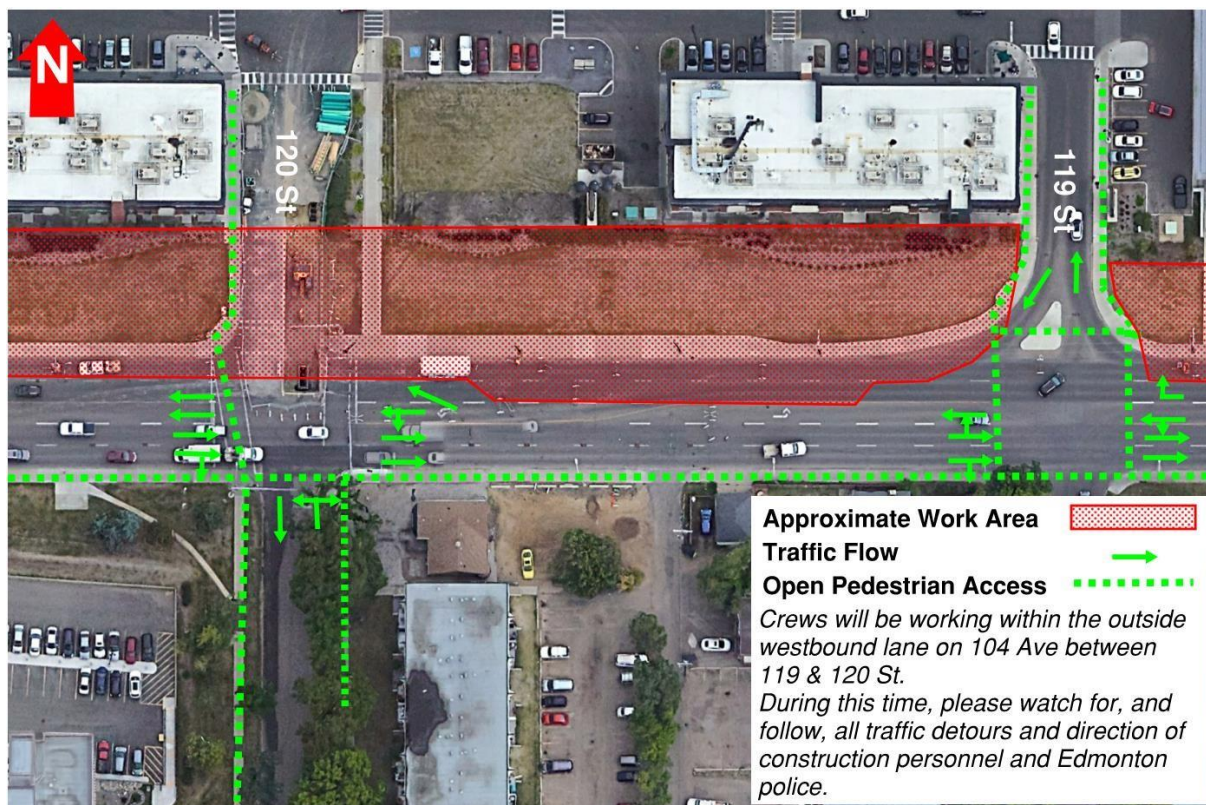 N
120 St
119 St
Approximate Work Area
Traffic Flow
Open Pedestrian Access
Crews will be working within the outside
westbound lane on 104 Ave between
119 & 120 St.
During this time, please watch for, and
follow, all traffic detours and direction of
construction personnel and Edmonton
police.